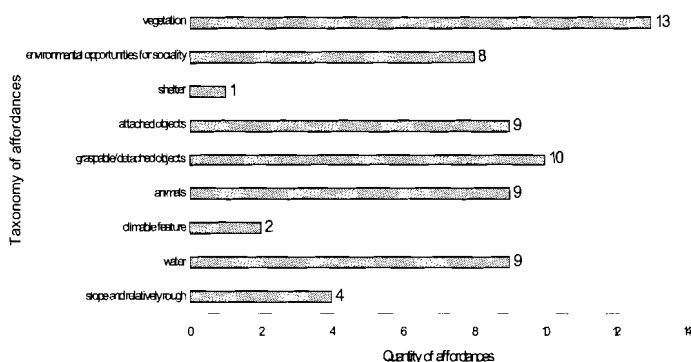 vegetation 13
environmental opportunities for sociality 8
shelter 1
attached objects 9
graspable/detached objects 10
animals 9
climable feature 2
water 9
slope and relatively rough 4
Taxonomy of affordances
0 2 4 6 8 10 12 14
Quantity of affordances